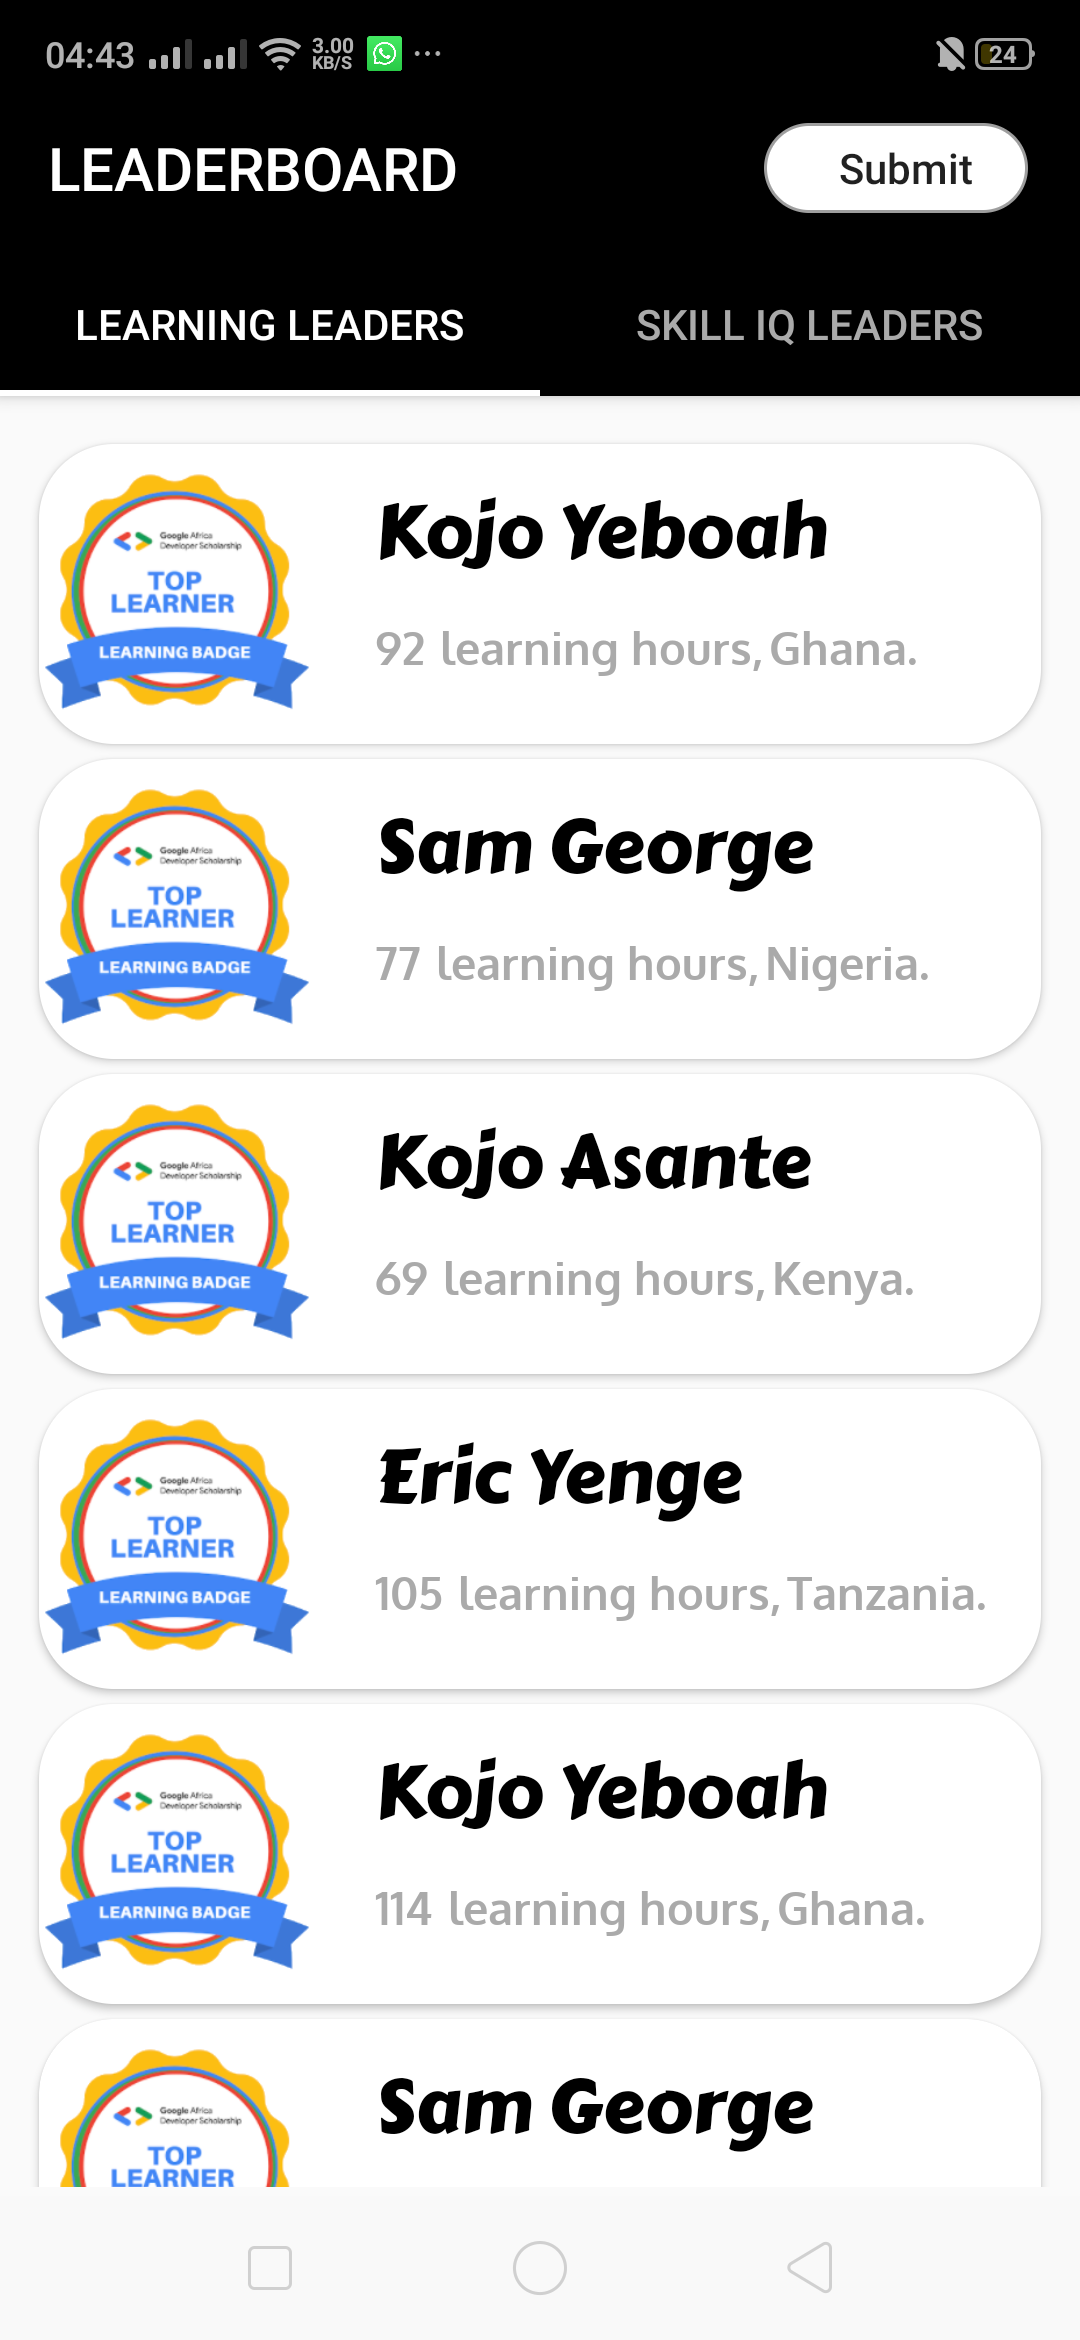 04:43 3.00 KB/S ... 24
LEADERBOARD Submit
LEARNING LEADERS SKILL IQ LEADERS
Google Africa
Developer Scholarship
TOP
LEARNER
LEARNING BADGE
Kojo Yeboah
92 learning hours, Ghana.
Google Africa
Developer Scholarship
TOP
LEARNER
LEARNING BADGE
Sam George
77 learning hours, Nigeria.
Google Africa
Developer Scholarship
TOP
LEARNER
LEARNING BADGE
Kojo Asante
69 learning hours, Kenya.
Google Africa
Developer Scholarship
TOP
LEARNER
LEARNING BADGE
Eric Yenge
105 learning hours, Tanzania.
Google Africa
Developer Scholarship
TOP
LEARNER
LEARNING BADGE
Kojo Yeboah
114 learning hours, Ghana.
Google Africa
Developer Scholarship
TOP
LEARNER
Sam George